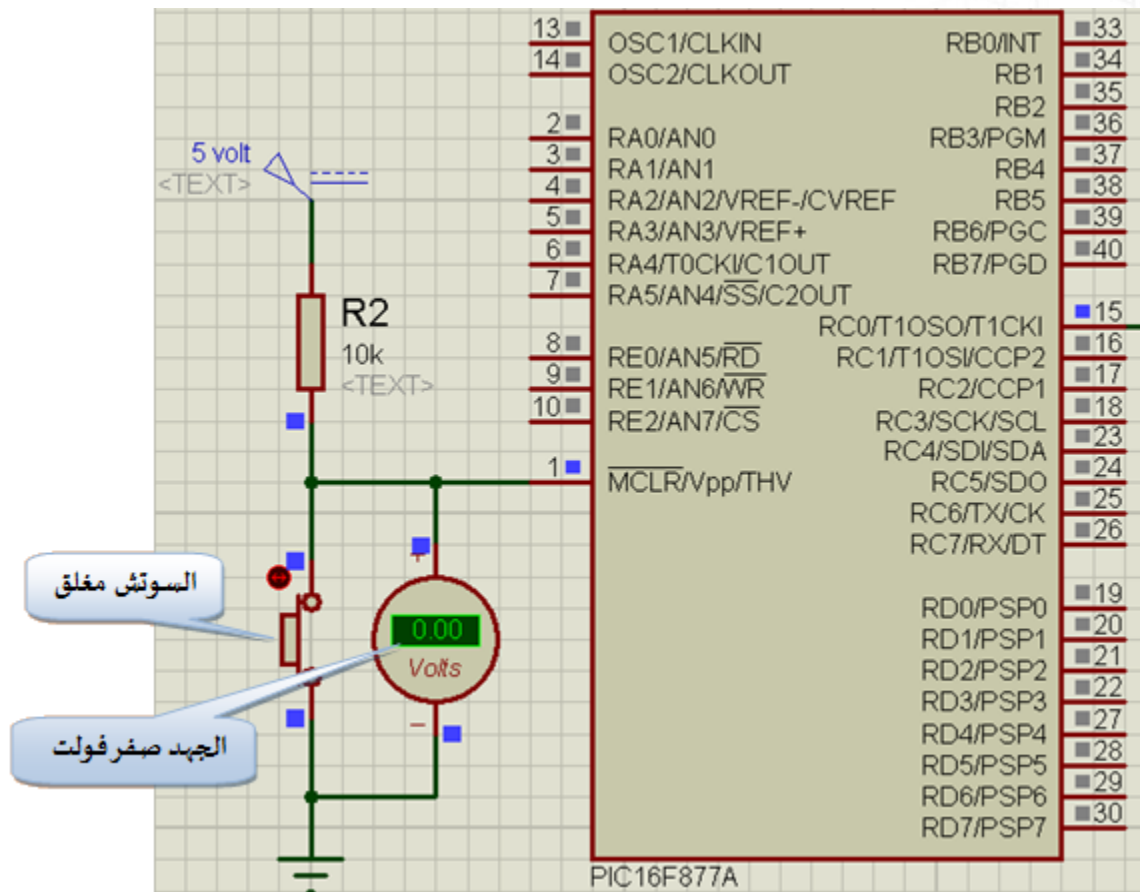 13
OSC1/CLKIN
14
OSC2/CLKOUT
2
RA0/AN0
3
RA1/AN1
4
RA2/AN2/VREF-/CVREF
5
RA3/AN3/VREF+
6
RA4/T0CKI/C1OUT
7
RA5/AN4/SS/C2OUT
8
RE0/AN5/RD
9
RE1/AN6/WR
10
RE2/AN7/CS
1
MCLR/Vpp/THV
RB0/INT
33
RB1
34
RB2
35
RB3/PGM
36
RB4
37
RB5
38
RB6/PGC
39
RB7/PGD
40
RC0/T1OSO/T1CKI
15
RC1/T1OSI/CCP2
16
RC2/CCP1
17
RC3/SCK/SCL
18
RC4/SDI/SDA
23
RC5/SDO
24
RC6/TX/CK
25
RC7/RX/DT
26
RD0/PSP0
19
RD1/PSP1
20
RD2/PSP2
21
RD3/PSP3
22
RD4/PSP4
27
RD5/PSP5
28
RD6/PSP6
29
RD7/PSP7
30
PIC16F877A
5 volt
<TEXT>
R2
10k
<TEXT>
السوتش مغلق
+
0.00
Volts
−
الجهد صفر فولت